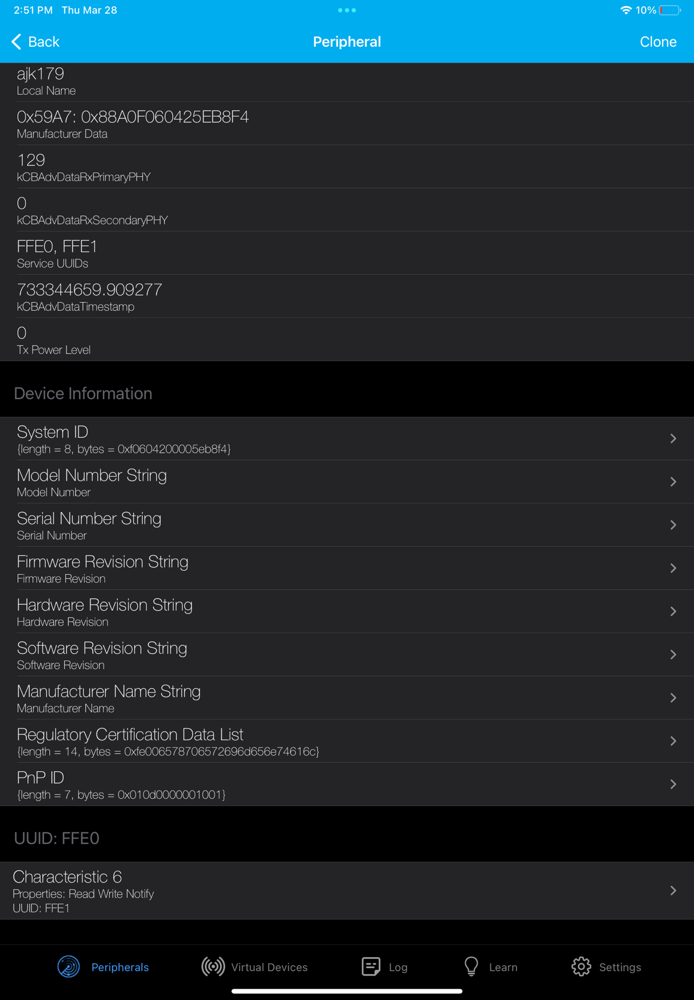 2:51 PM Thu Mar 28
10%
Back
Peripheral
Clone
ajk179
Local Name
0x59A7: 0x88A0F060425EB8F4
Manufacturer Data
129
kCBAdvDataRxPrimaryPHY
0
kCBAdvDataRxSecondaryPHY
FFE0, FFE1
Service UUIDs
733344659.909277
kCBAdvDataTimestamp
0
Tx Power Level
Device Information
System ID
{length = 8, bytes = 0xf0604200005eb8f4}
Model Number String
Model Number
Serial Number String
Serial Number
Firmware Revision String
Firmware Revision
Hardware Revision String
Hardware Revision
Software Revision String
Software Revision
Manufacturer Name String
Manufacturer Name
Regulatory Certification Data List
{length = 14, bytes = 0xfe006578706572696d656e74616c}
PnP ID
{length = 7, bytes = 0x010d0000001001}
UUID: FFE0
Characteristic 6
Properties: Read Write Notify
UUID: FFE1
Peripherals
Virtual Devices
Log
Learn
Settings